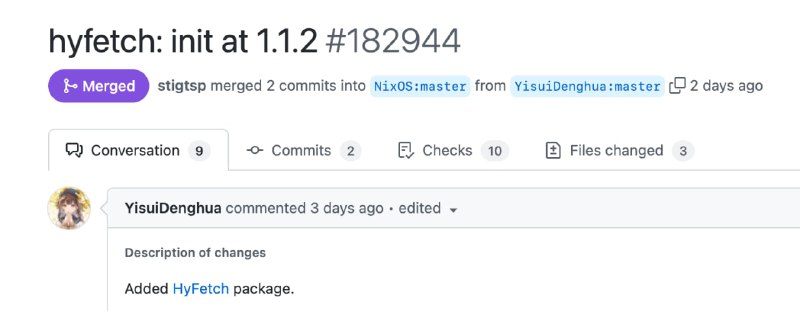 hyfetch: init at 1.1.2 #182944
Merged stigtsp merged 2 commits into NixOS:master from YisuiDenghua:master 2 days ago
Conversation 9 Commits 2 Checks 10 Files changed 3
YisuiDenghua commented 3 days ago • edited
Description of changes
Added HyFetch package.